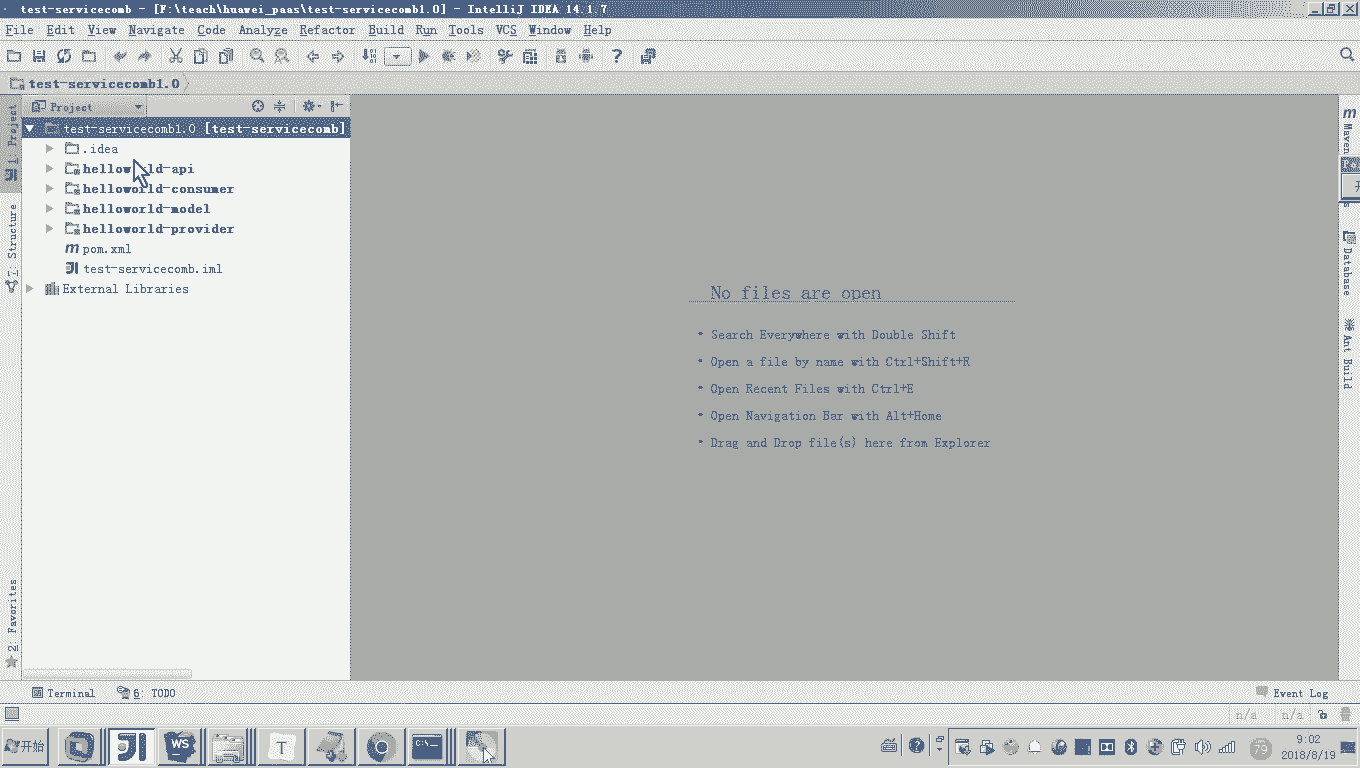 test-servicecomb - [F:\teach\huawei_paas\test-servicecomb1.0] - IntelliJ IDEA 14.1.7
File Edit View Navigate Code Analyze Refactor Build Run Tools VCS Window Help
test-servicecomb1.0
1: Project
Project
test-servicecomb1.0 [test-servicecomb]
.idea
helloworld-api
helloworld-consumer
helloworld-model
helloworld-provider
pom.xml
test-servicecomb.iml
External Libraries
7: Structure
2: Favorites
No files are open
• Search Everywhere with Double Shift
• Open a file by name with Ctrl+Shift+R
• Open Recent Files with Ctrl+E
• Open Navigation Bar with Alt+Home
• Drag and Drop file(s) here from Explorer
Maven
Database
Ant Build
Terminal 6: TODO Event Log
n/a n/a
开始 WS T C:\ 79 9:02
2018/8/19